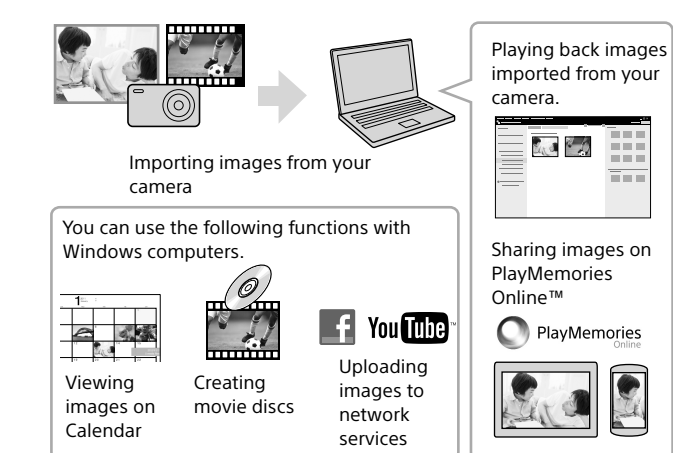 Importing images from your
camera
Playing back images
imported from your
camera.
Sharing images on
PlayMemories
Online™
PlayMemories
Online
You can use the following functions with
Windows computers.
1
Viewing
images on
Calendar
Creating
movie discs
f
YouTube™
Uploading
images to
network
services